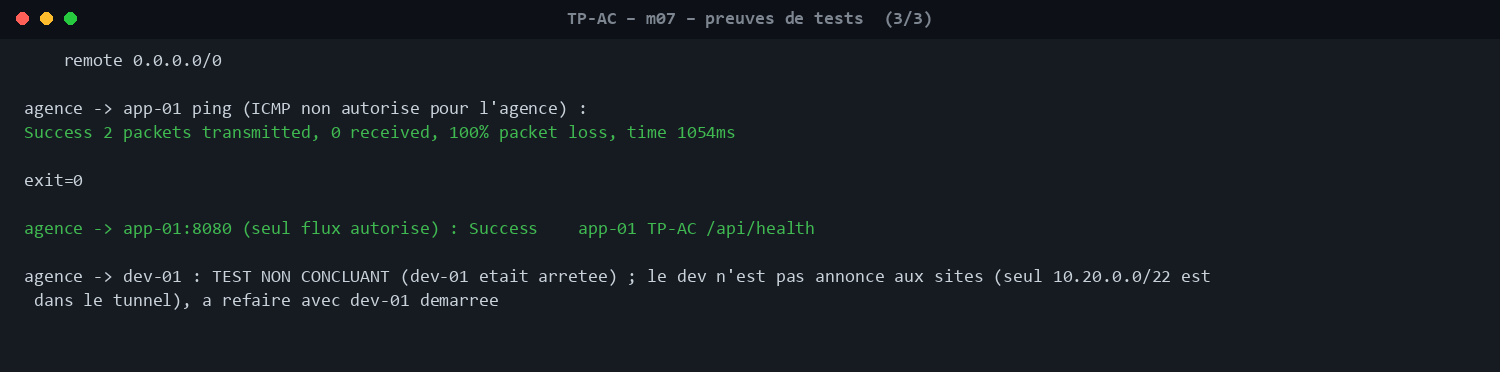 TP-AC – m07 – preuves de tests (3/3)
remote 0.0.0.0/0
agence -> app-01 ping (ICMP non autorise pour l'agence) :
Success 2 packets transmitted, 0 received, 100% packet loss, time 1054ms
exit=0
agence -> app-01:8080 (seul flux autorise) : Success    app-01 TP-AC /api/health
agence -> dev-01 : TEST NON CONCLUANT (dev-01 etait arretee) ; le dev n'est pas annonce aux sites (seul 10.20.0.0/22 est
dans le tunnel), a refaire avec dev-01 demarree